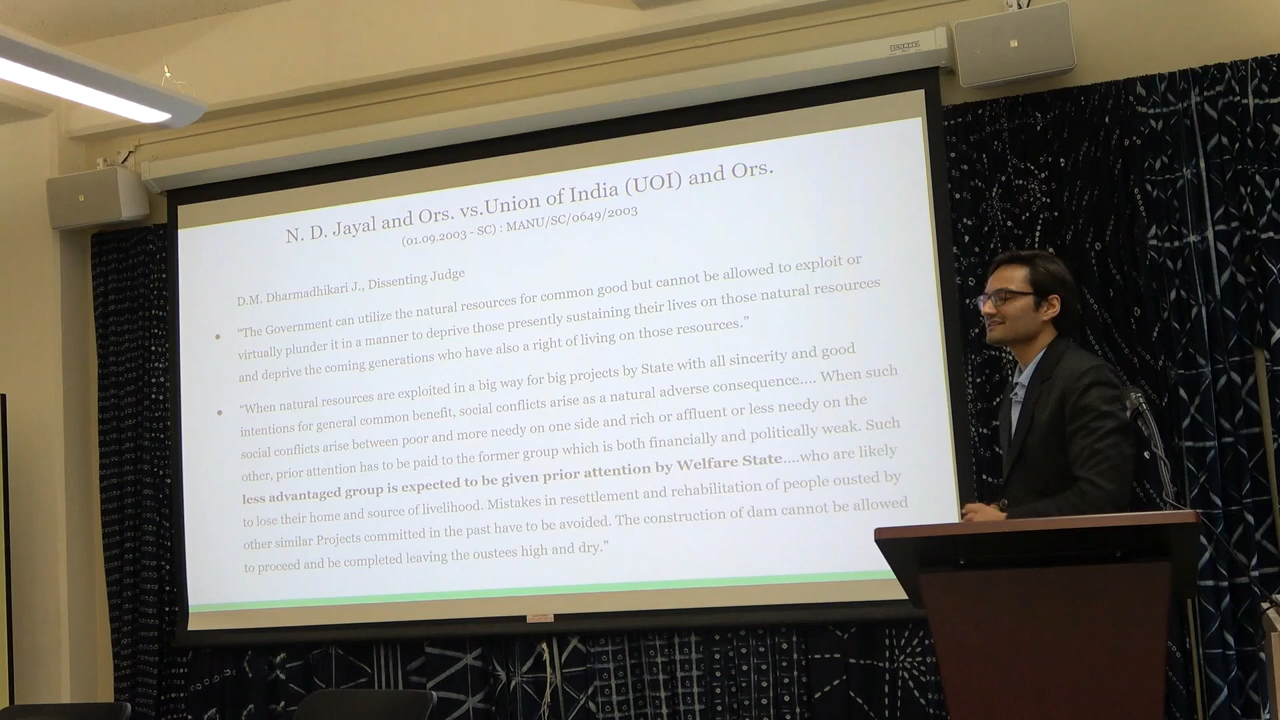 N. D. Jayal and Ors. vs.Union of India (UOI) and Ors.
(01.09.2003 - SC) : MANU/SC/0649/2003
D.M. Dharmadhikari J., Dissenting Judge
● “The Government can utilize the natural resources for common good but cannot be allowed to exploit or
virtually plunder it in a manner to deprive those presently sustaining their lives on those natural resources
and deprive the coming generations who have also a right of living on those resources.”
● “When natural resources are exploited in a big way for big projects by State with all sincerity and good
intentions for general common benefit, social conflicts arise as a natural adverse consequence.... When such
social conflicts arise between poor and more needy on one side and rich or affluent or less needy on the
other, prior attention has to be paid to the former group which is both financially and politically weak. Such
less advantaged group is expected to be given prior attention by Welfare State....who are likely
to lose their home and source of livelihood. Mistakes in resettlement and rehabilitation of people ousted by
other similar Projects committed in the past have to be avoided. The construction of dam cannot be allowed
to proceed and be completed leaving the oustees high and dry.”